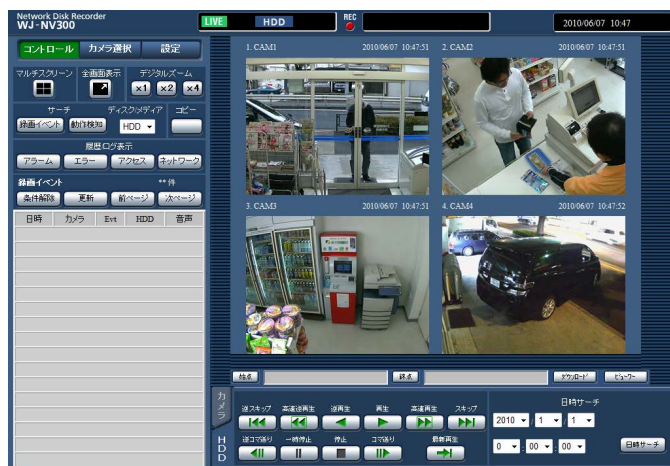 Network Disk Recorder
WJ-NV300
LIVE
HDD
REC
2010/06/07 10:47
コントロール
カメラ選択
設定
マルチスクリーン
全画面表示
デジタルズーム
×1
×2
×4
サーチ
ディスク/メディア
コピー
録画イベント
動作検知
HDD
履歴ログ表示
アラーム
エラー
アクセス
ネットワーク
録画イベント
**件
条件解除
更新
前ページ
次ページ
日時
カメラ
Evt
HDD
音声
1. CAM1
2010/06/07 10:47:51
2. CAM2
2010/06/07 10:47:51
3. CAM3
2010/06/07 10:47:51
4. CAM4
2010/06/07 10:47:52
始点
終点
ダウンロード
ビューワー
カメラ
HDD
逆スキップ
高速逆再生
逆再生
再生
高速再生
スキップ
逆コマ送り
一時停止
停止
コマ送り
最新再生
日時サーチ
2010
1
1
0
:
00
:
00
日時サーチ